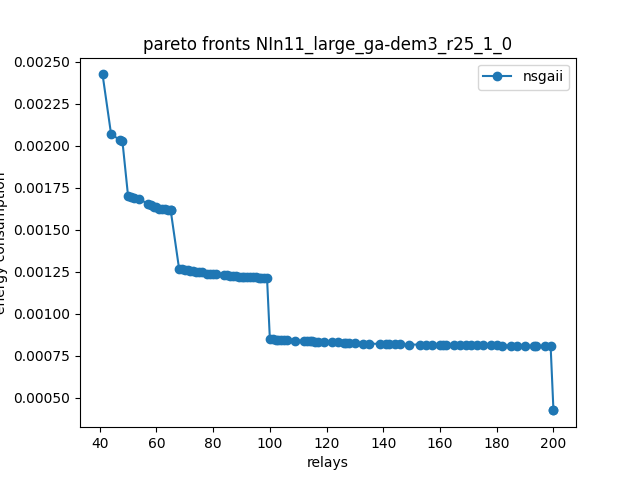 pareto fronts NIn11_large_ga-dem3_r25_1_0
nsgaii
0.00250
0.00225
0.00200
0.00175
0.00150
0.00125
0.00100
0.00075
0.00050
energy consumption
40 60 80 100 120 140 160 180 200
relays